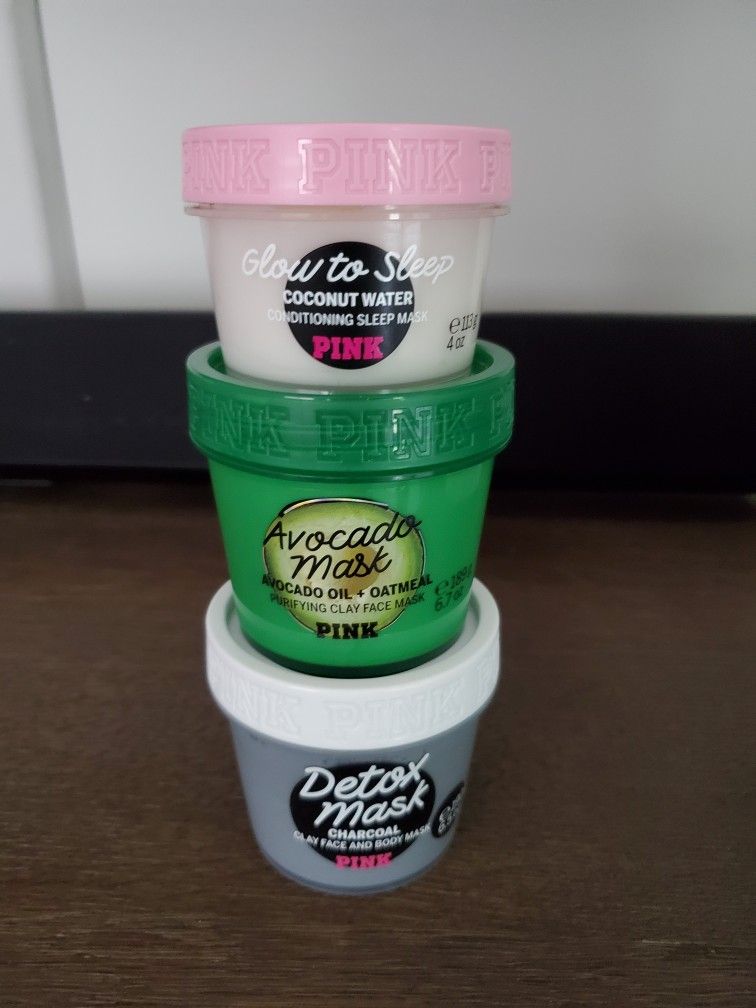 PINK PINK
Glow to Sleep
COCONUT WATER
CONDITIONING SLEEP MASK
PINK
℮ 113 g
4 oz
PINK PINK
Avocado
Mask
AVOCADO OIL + OATMEAL
PURIFYING CLAY FACE MASK
PINK
℮ 189 g
6.7 oz
PINK PINK
Detox
Mask
CHARCOAL
CLAY FACE AND BODY MASK
PINK